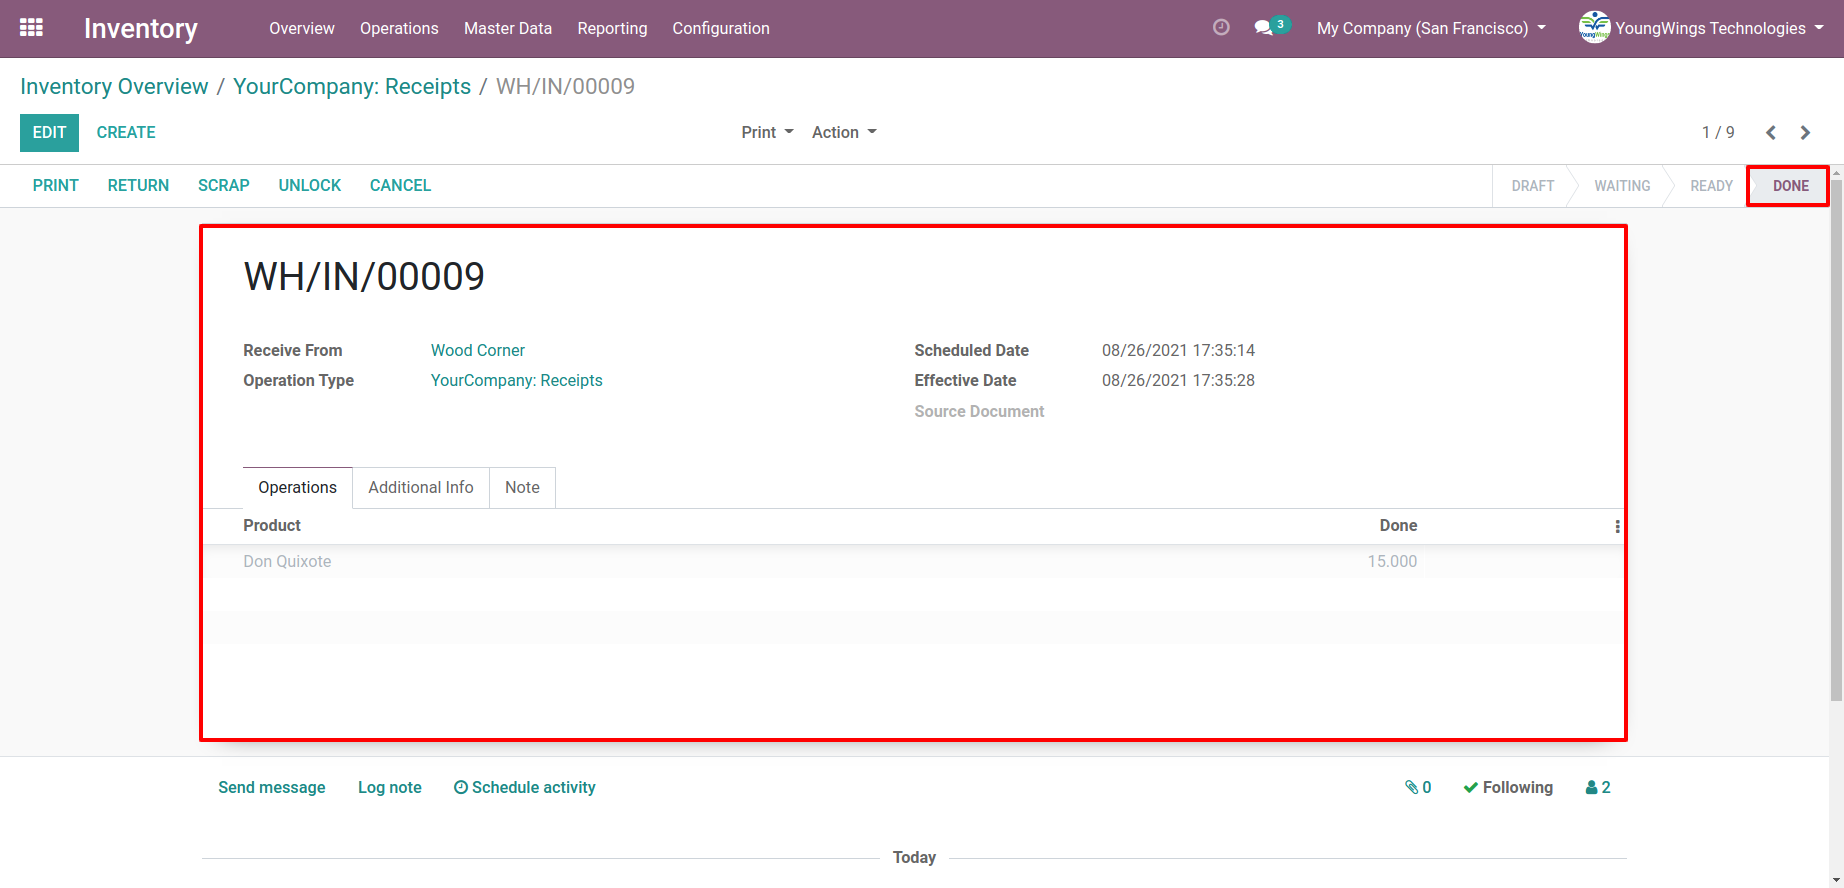 Inventory Overview Operations Master Data Reporting Configuration 3 My Company (San Francisco) YoungWings Technologies
Inventory Overview / YourCompany: Receipts / WH/IN/00009
EDIT CREATE Print Action 1 / 9
PRINT RETURN SCRAP UNLOCK CANCEL DRAFT WAITING READY DONE
WH/IN/00009
Receive From Wood Corner Scheduled Date 08/26/2021 17:35:14
Operation Type YourCompany: Receipts Effective Date 08/26/2021 17:35:28
Source Document
Operations Additional Info Note
Product Done
Don Quixote 15.000
Send message Log note Schedule activity 0 Following 2
Today